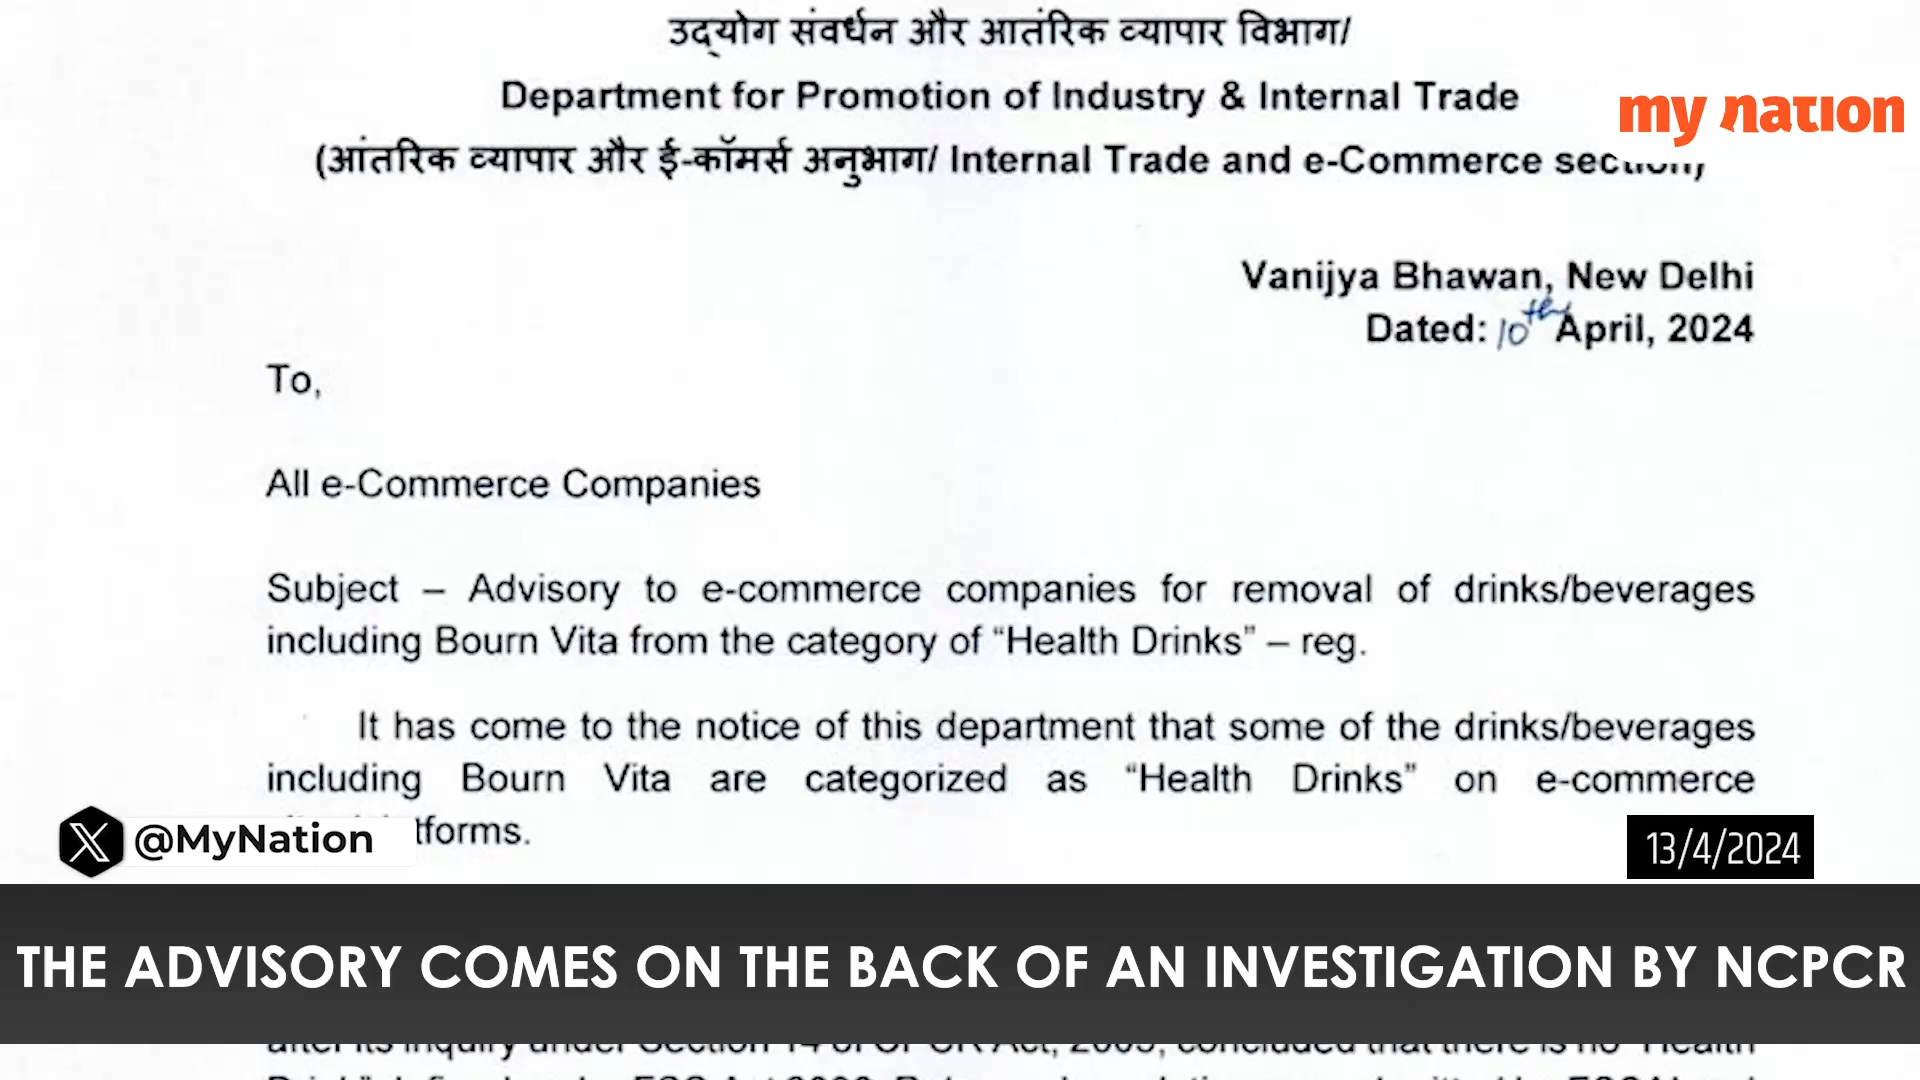 उद्योग संवर्धन और आतंरिक व्यापार विभाग/
Department for Promotion of Industry & Internal Trade
my nation
(आंतरिक व्यापार और ई-कॉमर्स अनुभाग/ Internal Trade and e-Commerce section)
Vanijya Bhawan, New Delhi
Dated: 10th April, 2024
To,
All e-Commerce Companies
Subject – Advisory to e-commerce companies for removal of drinks/beverages
including Bourn Vita from the category of “Health Drinks” – reg.
It has come to the notice of this department that some of the drinks/beverages
including Bourn Vita are categorized as “Health Drinks” on e-commerce
tforms.
@MyNation
13/4/2024
THE ADVISORY COMES ON THE BACK OF AN INVESTIGATION BY NCPCR